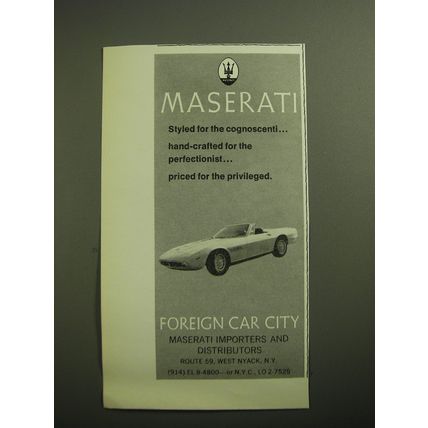 MASERATI
Styled for the cognoscenti...
hand-crafted for the
perfectionist...
priced for the privileged.
FOREIGN CAR CITY
MASERATI IMPORTERS AND
DISTRIBUTORS
ROUTE 59, WEST NYACK, N.Y.
(914) EL 8-4800— or N.Y.C., LO 2-7528